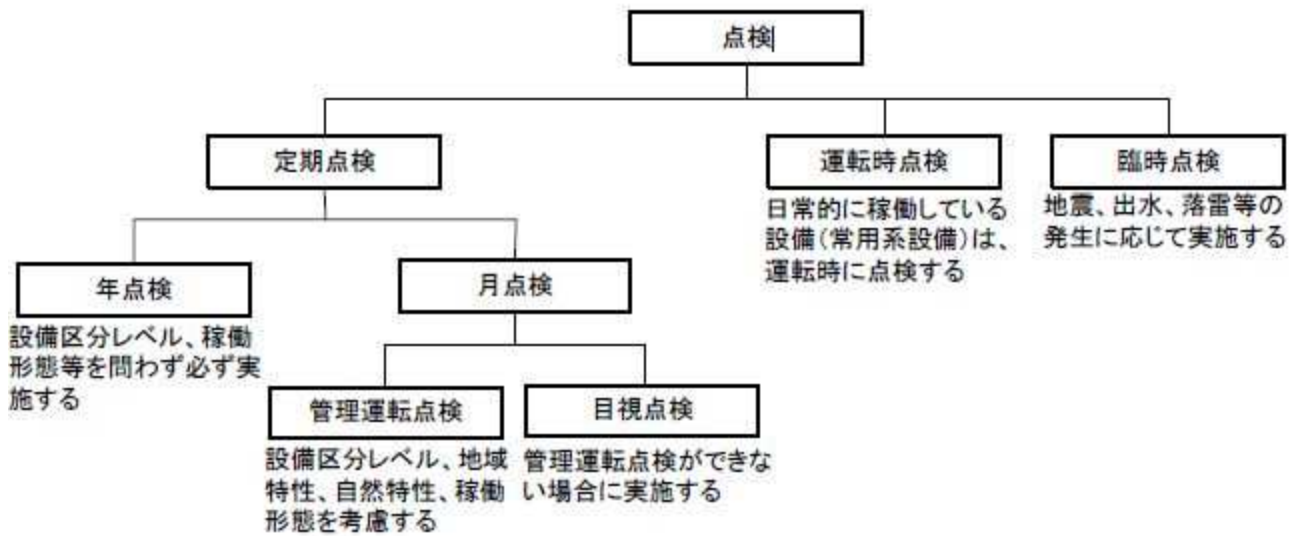 点検
定期点検
運転時点検
臨時点検
日常的に稼働している
設備(常用系設備)は、
運転時に点検する
地震、出水、落雷等の
発生に応じて実施する
年点検
月点検
設備区分レベル、稼働
形態等を問わず必ず実
施する
管理運転点検
目視点検
設備区分レベル、地域
特性、自然特性、稼働
形態を考慮する
管理運転点検ができな
い場合に実施する